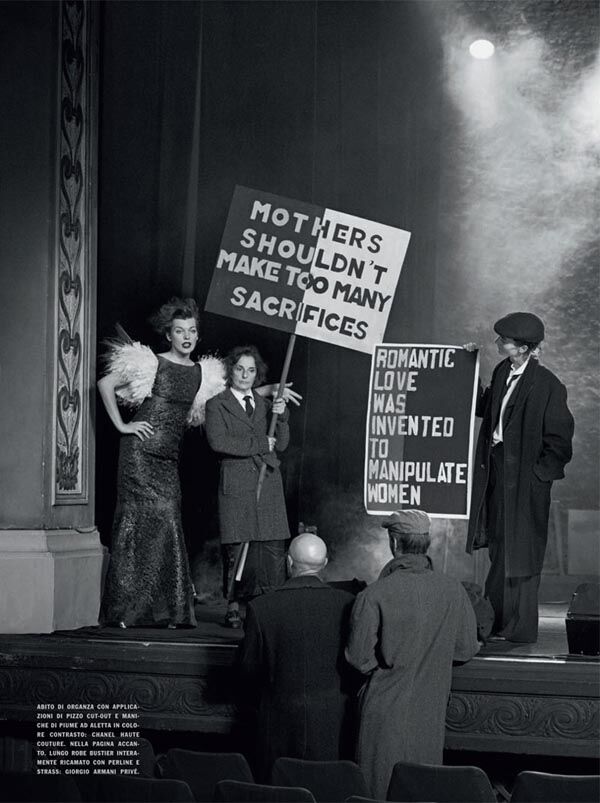 MOTHERS
SHOULDN'T
MAKE TOO MANY
SACRIFICES
ROMANTIC
LOVE
WAS
INVENTED
TO
MANIPULATE
WOMEN
ABITO DI ORGANZA CON APPLICA-
ZIONI DI PIZZO CUT-OUT E MANI-
CHE DI PIUME AD ALETTA IN COLO-
RE CONTRASTO: CHANEL HAUTE
COUTURE. NELLA PAGINA ACCAN-
TO, LUNGO ROBE BUSTIER INTERA-
MENTE RICAMATO CON PERLINE E
STRASS: GIORGIO ARMANI PRIVÉ.